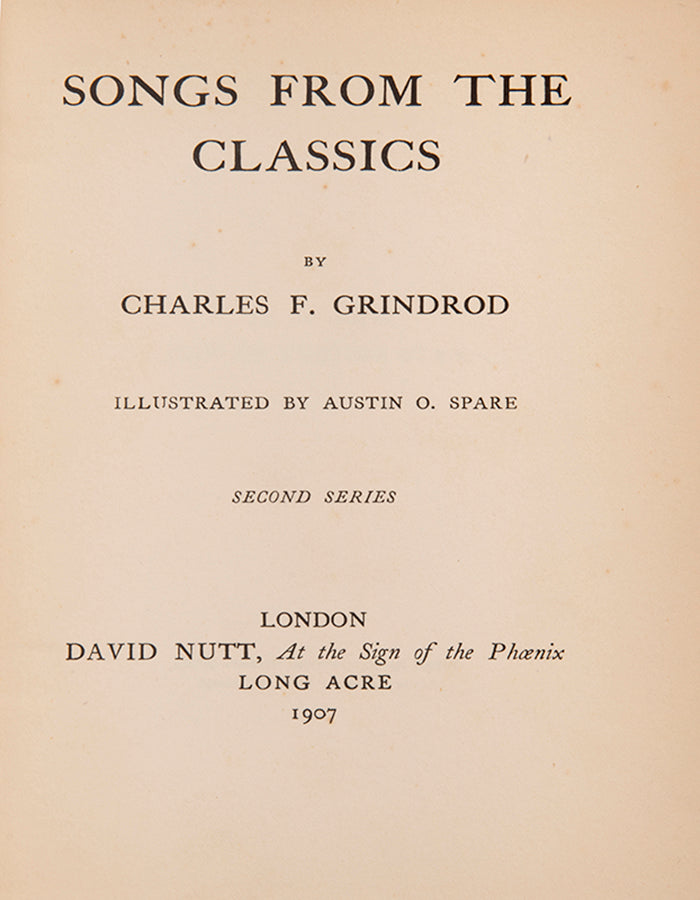 SONGS FROM THE
CLASSICS
BY
CHARLES F. GRINDROD
ILLUSTRATED BY AUSTIN O. SPARE
SECOND SERIES
LONDON
DAVID NUTT, At the Sign of the Phœnix
LONG ACRE
1907